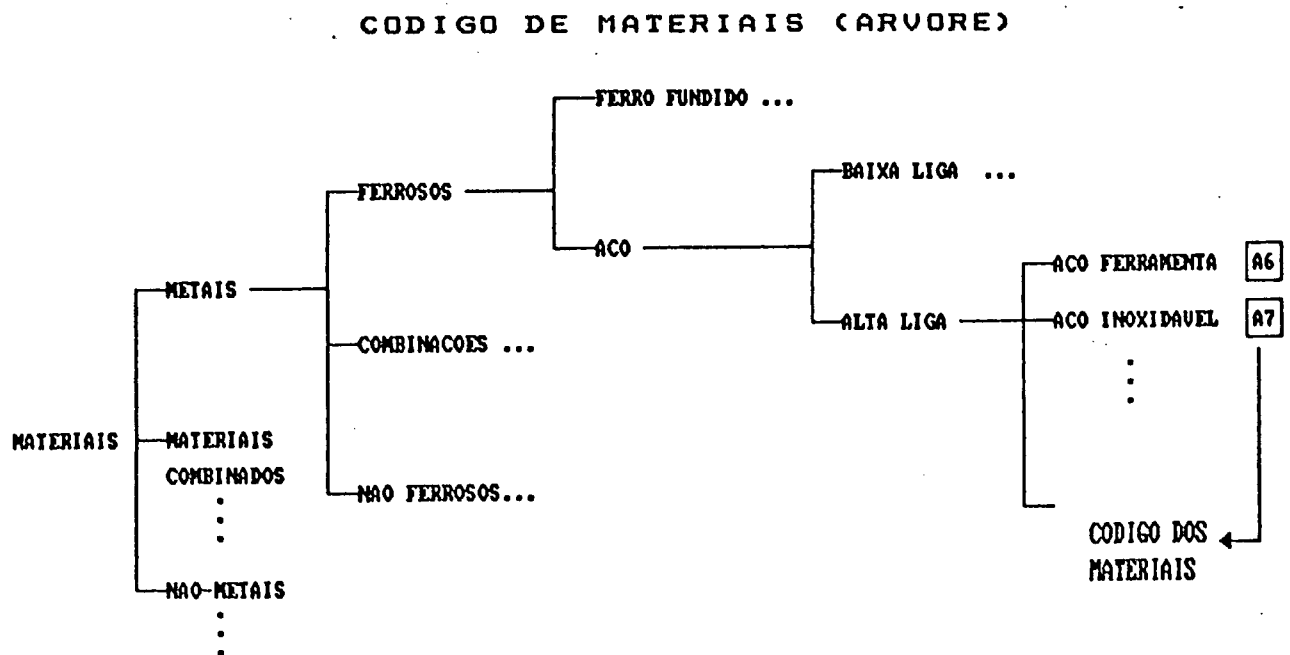 CODIGO DE MATERIAIS (ARVORE)
FERRO FUNDIDO ...
BAIXA LIGA ...
FERROSOS
ACO
ACO FERRAMENTA A6
METAIS
ALTA LIGA
ACO INOXIDAVEL A7
COMBINACOES ...
MATERIAIS
MATERIAIS
COMBINADOS
NAO FERROSOS...
CODIGO DOS
MATERIAIS
NAO-METAIS